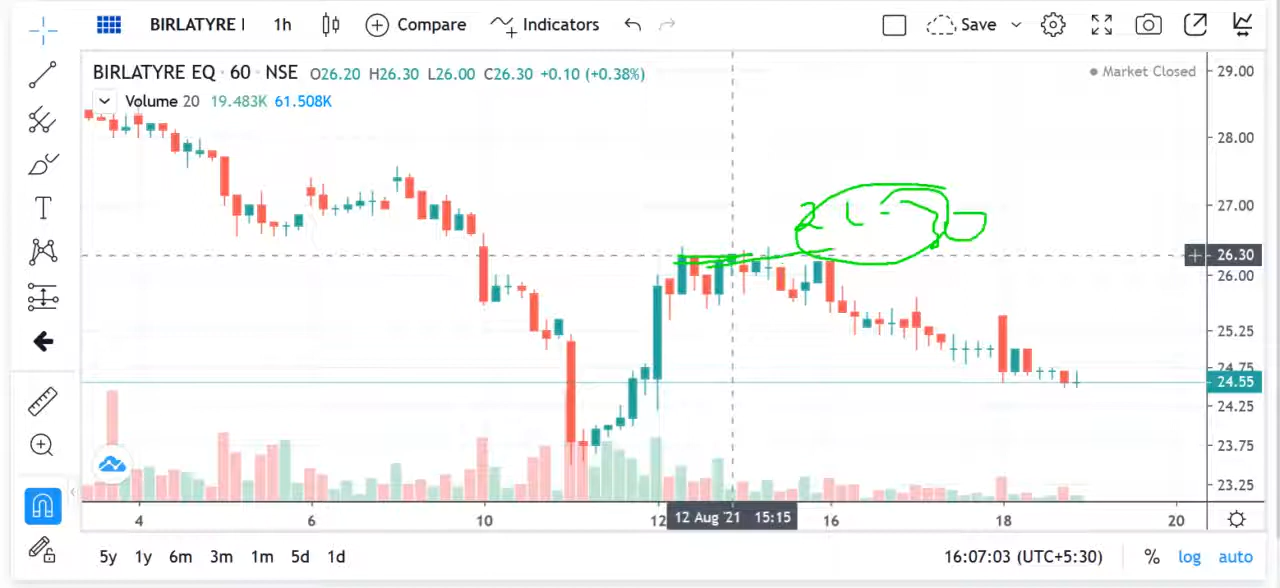 BIRLATYRE I 1h Compare Indicators Save
BIRLATYRE EQ · 60 · NSE O26.20 H26.30 L26.00 C26.30 +0.10 (+0.38%)
Market Closed
Volume 20 19.483K 61.508K
29.00
28.00
27.00
26.30
26.00
25.25
24.75
24.55
24.25
23.75
23.25
4 6 10 12 12 Aug '21 15:15 16 18 20
5y 1y 6m 3m 1m 5d 1d 16:07:03 (UTC+5:30) % log auto